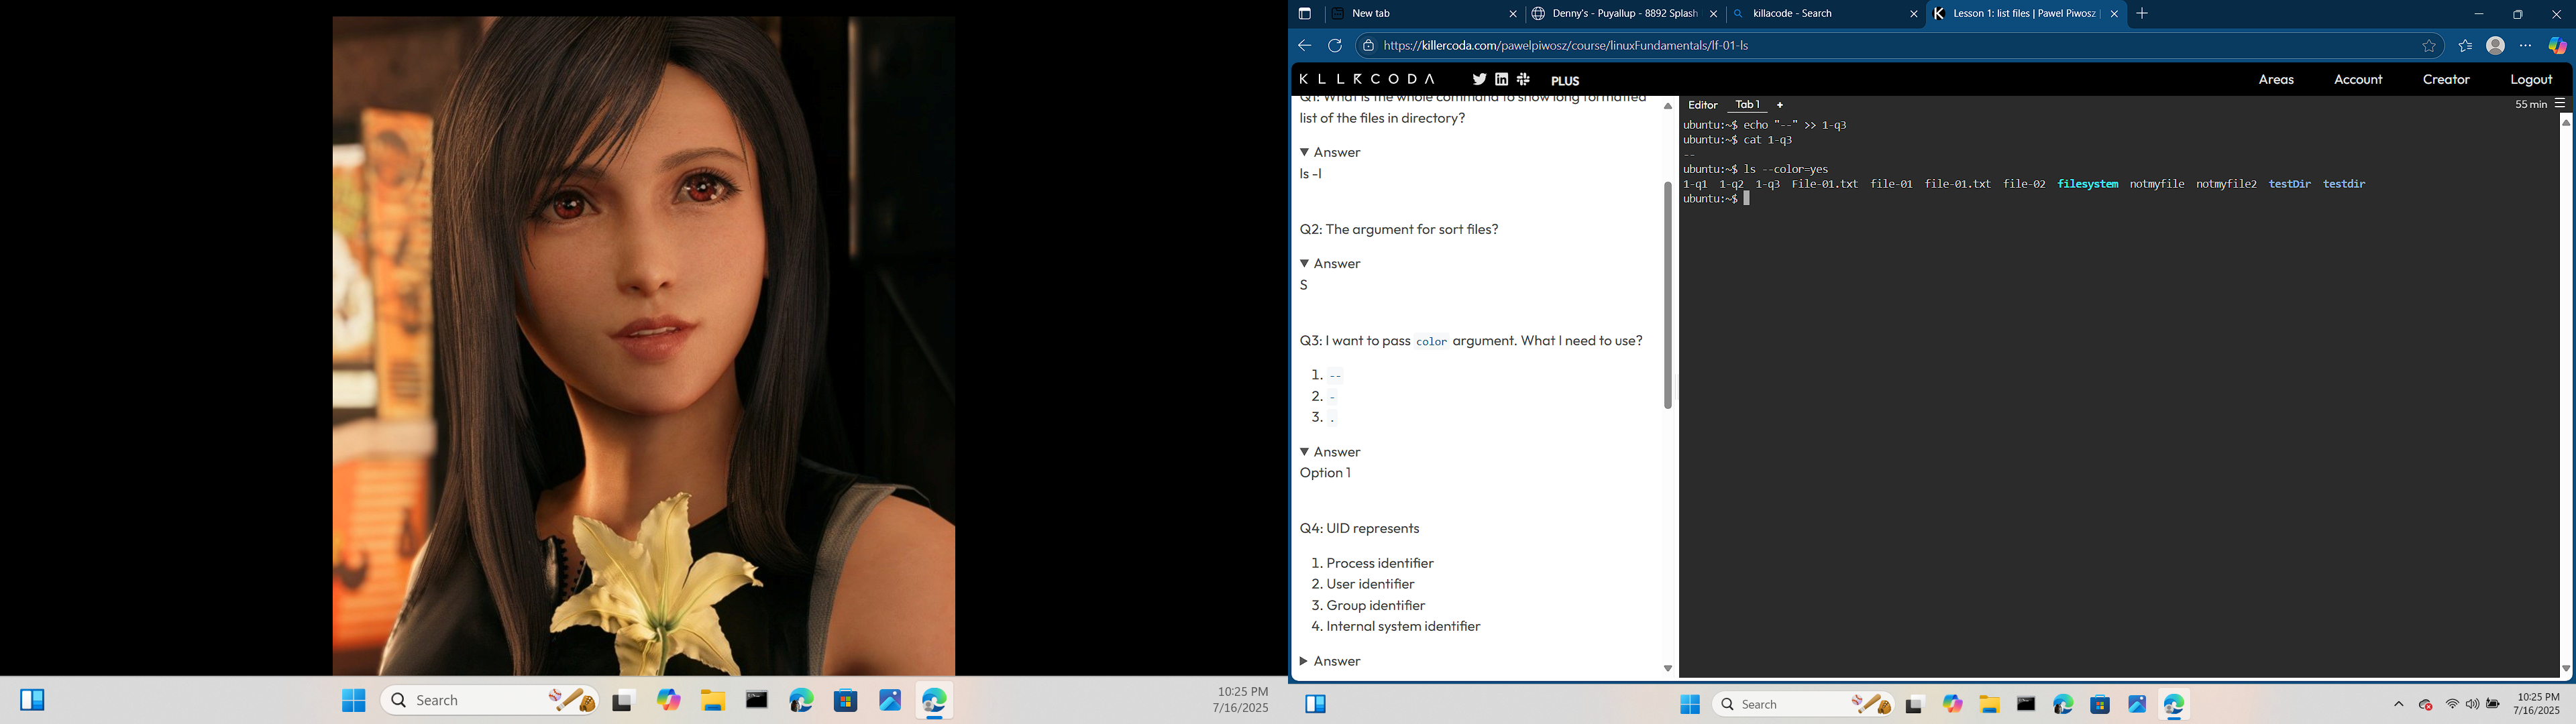 Search
10:25 PM
7/16/2025
New tab
Denny's - Puyallup - 8892 Splash
killacode - Search
Lesson 1: list files | Pawel Piwosz |
https://killercoda.com/pawelpiwosz/course/linuxFundamentals/lf-01-ls
KILLERCODA
PLUS
Areas
Account
Creator
Logout
Q1: What is the whole command to show long formatted
list of the files in directory?
Answer
ls -l
Q2: The argument for sort files?
Answer
S
Q3: I want to pass color argument. What I need to use?
1. --
2. -
3. .
Answer
Option 1
Q4: UID represents
1. Process identifier
2. User identifier
3. Group identifier
4. Internal system identifier
Answer
Editor
Tab 1
+
55 min
ubuntu:~$ echo "--" >> 1-q3
ubuntu:~$ cat 1-q3
--
ubuntu:~$ ls --color=yes
1-q1 1-q2 1-q3 File-01.txt file-01 file-01.txt file-02 filesystem notmyfile notmyfile2 testDir testdir
ubuntu:~$
Search
10:25 PM
7/16/2025